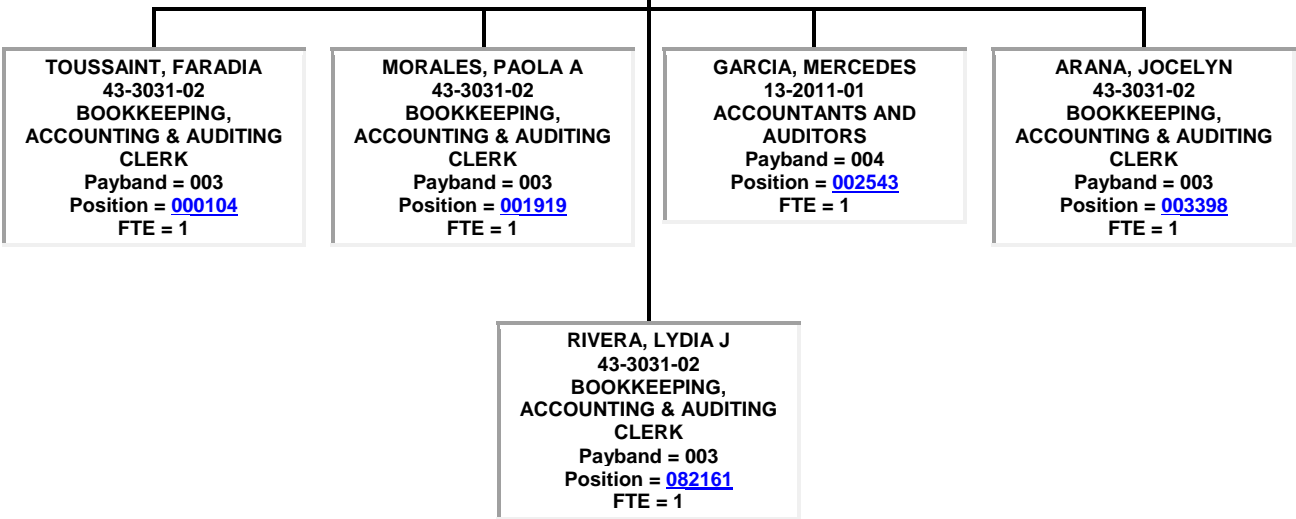 TOUSSAINT, FARADIA
43-3031-02
BOOKKEEPING,
ACCOUNTING & AUDITING
CLERK
Payband = 003
Position = 000104
FTE = 1
MORALES, PAOLA A
43-3031-02
BOOKKEEPING,
ACCOUNTING & AUDITING
CLERK
Payband = 003
Position = 001919
FTE = 1
GARCIA, MERCEDES
13-2011-01
ACCOUNTANTS AND
AUDITORS
Payband = 004
Position = 002543
FTE = 1
ARANA, JOCELYN
43-3031-02
BOOKKEEPING,
ACCOUNTING & AUDITING
CLERK
Payband = 003
Position = 003398
FTE = 1
RIVERA, LYDIA J
43-3031-02
BOOKKEEPING,
ACCOUNTING & AUDITING
CLERK
Payband = 003
Position = 082161
FTE = 1